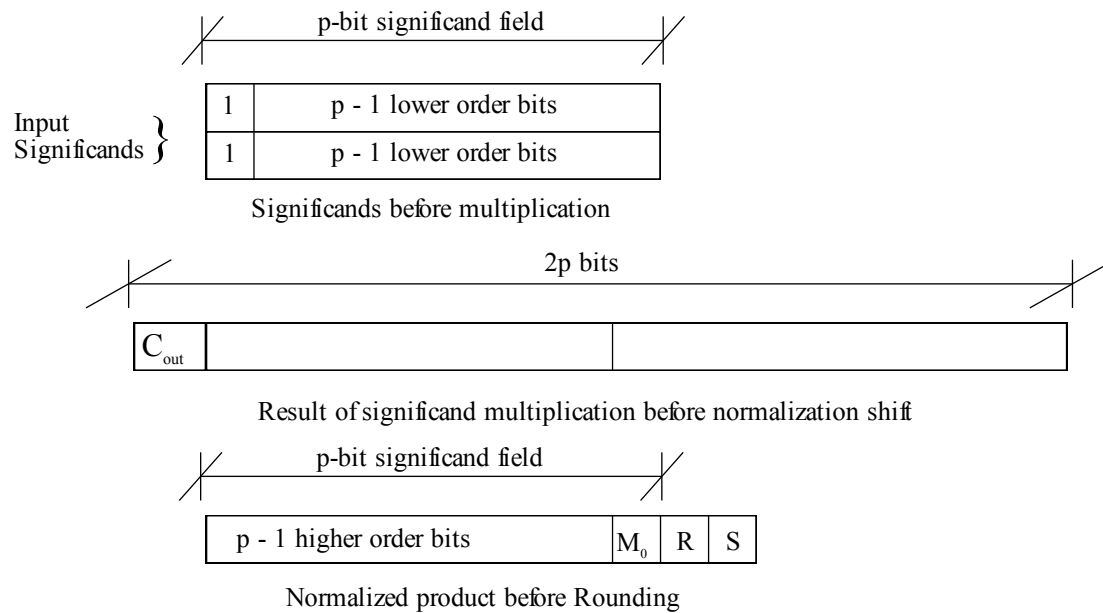 p-bit significand field
1 p - 1 lower order bits
Input
Significands }
1 p - 1 lower order bits
Significands before multiplication
2p bits
Cout
Result of significand multiplication before normalization shift
p-bit significand field
p - 1 higher order bits M0 R S
Normalized product before Rounding